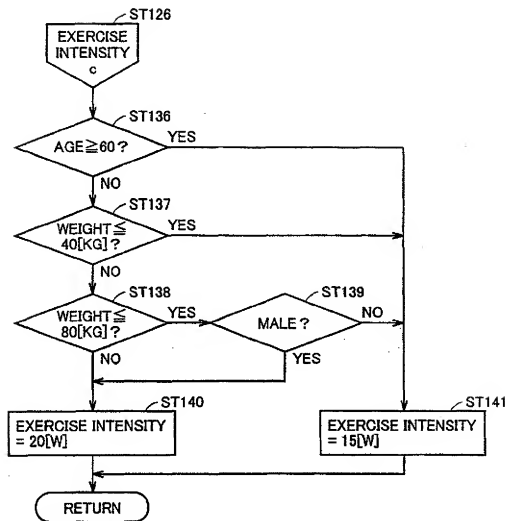 ST126
EXERCISE
INTENSITY
c
ST136
AGE≧60?
YES
NO
ST137
WEIGHT≦
40[KG]?
YES
NO
ST138
WEIGHT≦
80[KG]?
YES
NO
ST139
MALE?
NO
YES
ST140
EXERCISE INTENSITY
= 20[W]
ST141
EXERCISE INTENSITY
= 15[W]
RETURN